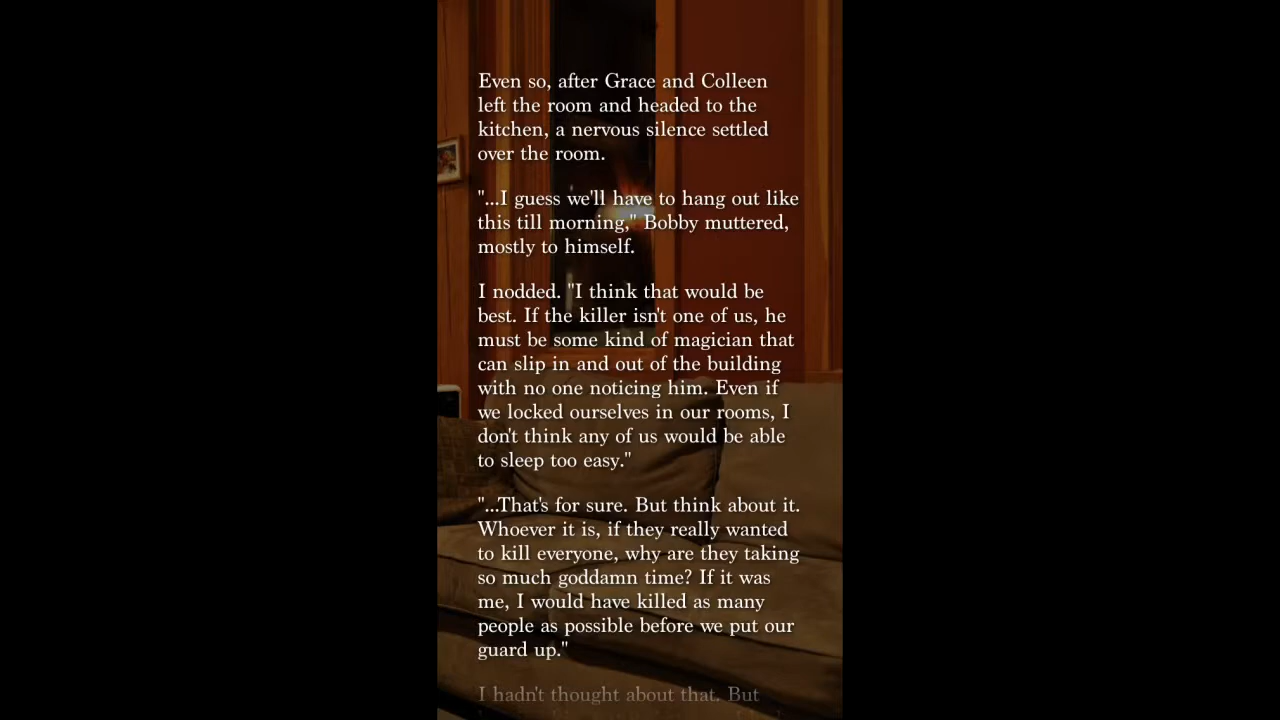 Even so, after Grace and Colleen
left the room and headed to the
kitchen, a nervous silence settled
over the room.
"...I guess we'll have to hang out like
this till morning," Bobby muttered,
mostly to himself.
I nodded. "I think that would be
best. If the killer isn't one of us, he
must be some kind of magician that
can slip in and out of the building
with no one noticing him. Even if
we locked ourselves in our rooms, I
don't think any of us would be able
to sleep too easy."
"...That's for sure. But think about it.
Whoever it is, if they really wanted
to kill everyone, why are they taking
so much goddamn time? If it was
me, I would have killed as many
people as possible before we put our
guard up."
I hadn't thought about that. But